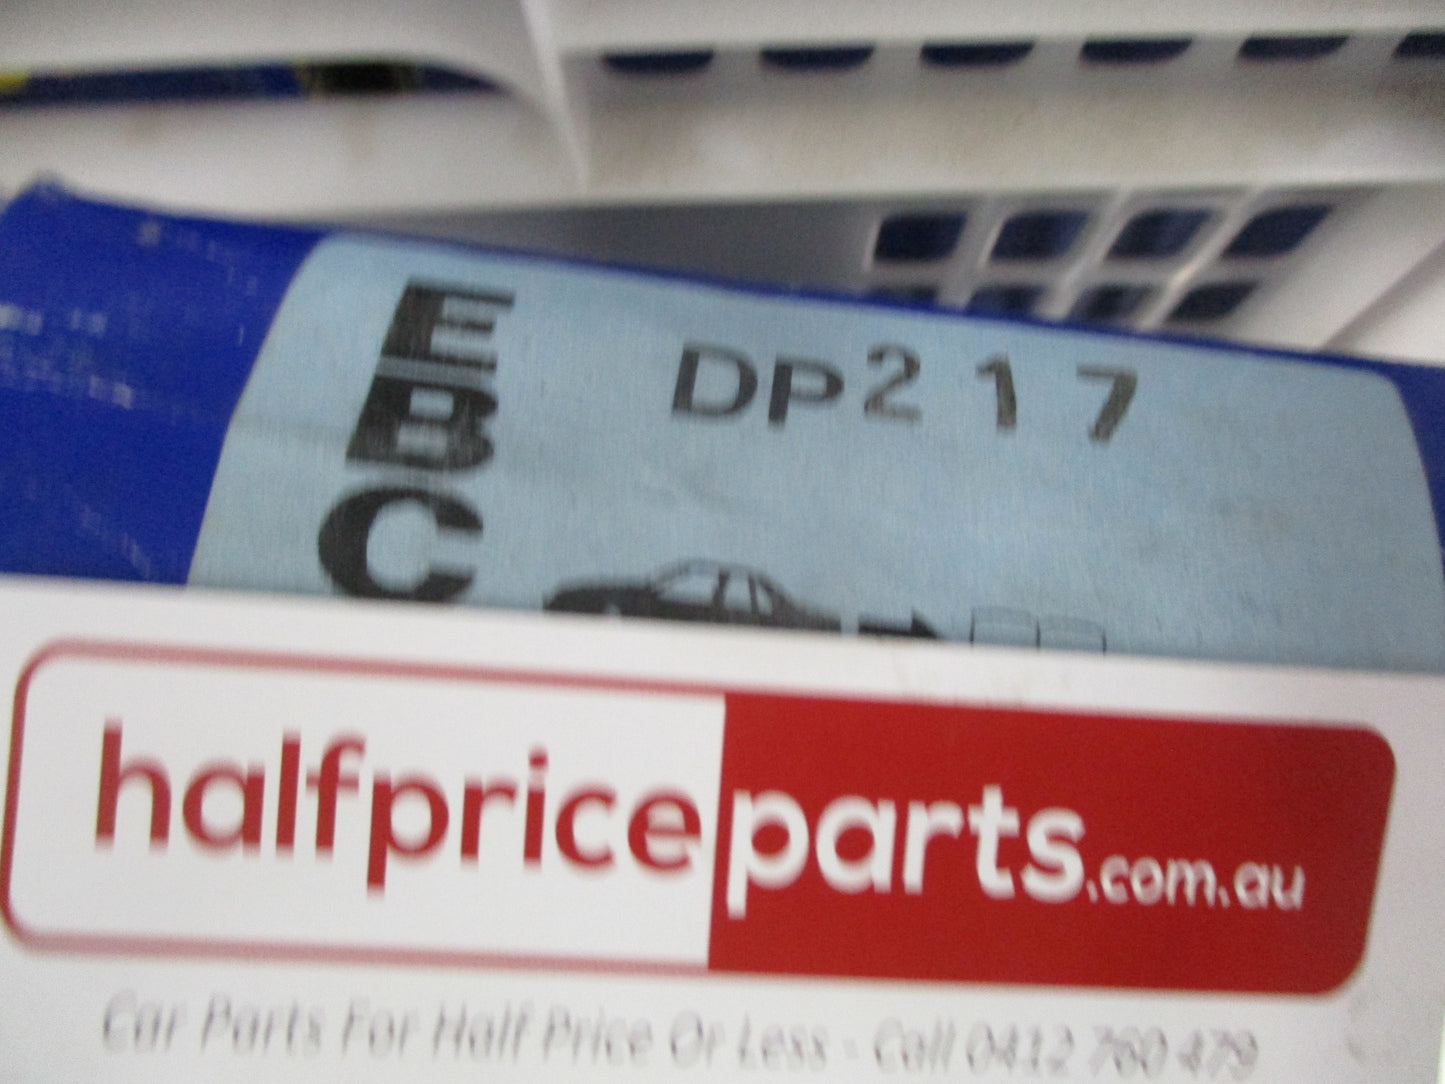 EBC
DP217
halfpriceparts.com.au
Car Parts For Half Price Or Less - Call 0412 760 479